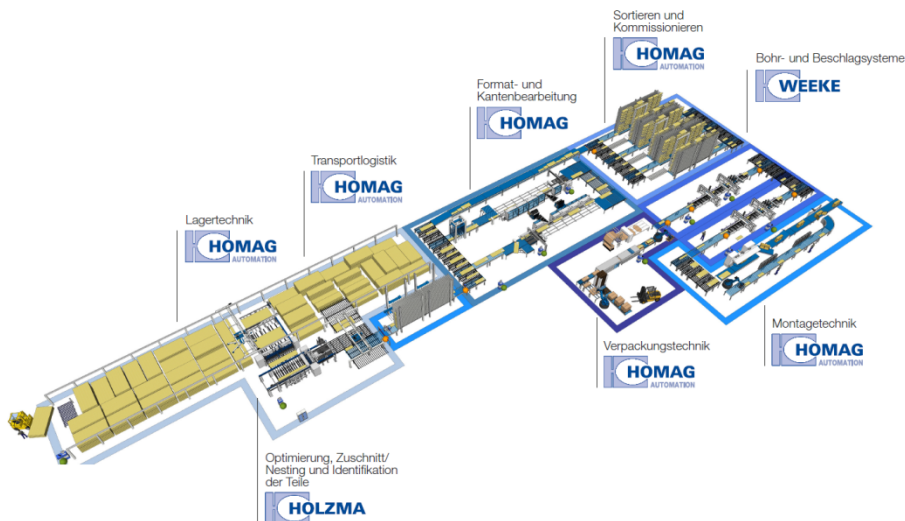 Sortieren und
Kommissionieren
HOMAG
AUTOMATION
Bohr- und Beschlagsysteme
WEEKE
Format- und
Kantenbearbeitung
HOMAG
Transportlogistik
HOMAG
AUTOMATION
Lagertechnik
HOMAG
AUTOMATION
Verpackungstechnik
HOMAG
AUTOMATION
Montagetechnik
HOMAG
AUTOMATION
Optimierung, Zuschnitt/
Nesting und Identifikation
der Teile
HOLZMA